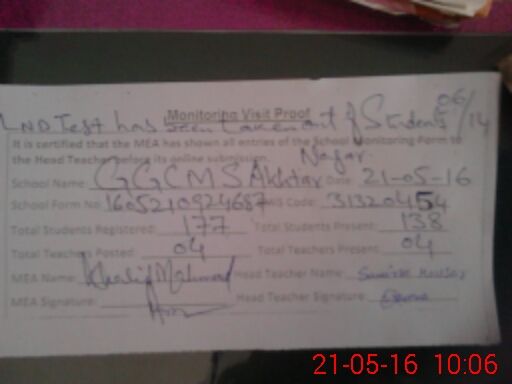 LND Test has been taken out of Students 06/14
Monitoring Visit Proof
It is certified that the MEA has shown all entries of the School Monitoring Form to
the Head Teacher before its online submission.
School Name GGCMS Akhtar Nagar Date: 21-05-16
School Form No: 1605210924687 EMIS Code: 31320454
Total Students Registered: 177 Total Students Present: 138
Total Teachers Posted: 04 Total Teachers Present: 04
MEA Name: Khalid Mahmood Head Teacher Name:
MEA Signature: Head Teacher Signature:
21-05-16 10:06